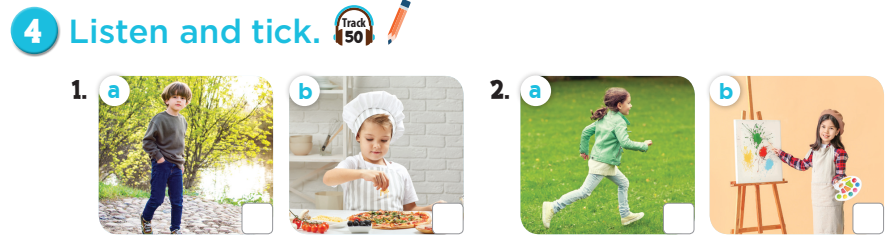 4 Listen and tick. Track 50
1. a b 2. a b